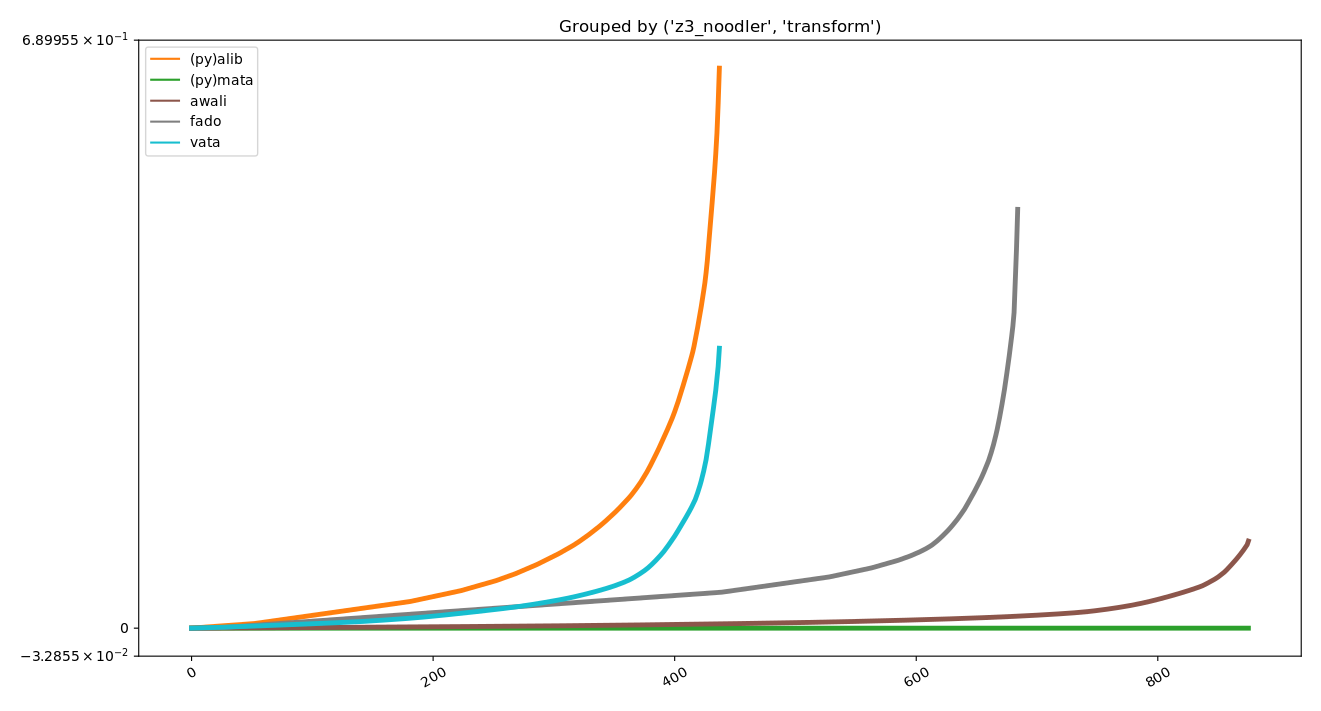 Grouped by ('z3_noodler', 'transform')
6.89955 × 10⁻¹
(py)alib
(py)mata
awali
fado
vata
0
−3.2855 × 10⁻²
0 200 400 600 800